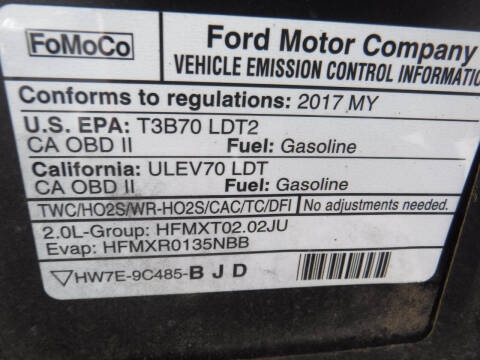 FoMoCo
Ford Motor Company
VEHICLE EMISSION CONTROL INFORMATIO
Conforms to regulations: 2017 MY
U.S. EPA: T3B70 LDT2
CA OBD II Fuel: Gasoline
California: ULEV70 LDT
CA OBD II Fuel: Gasoline
TWC/HO2S/WR-HO2S/CAC/TC/DFI No adjustments needed.
2.0L-Group: HFMXT02.02JU
Evap: HFMXR0135NBB
HW7E-9C485-B J D